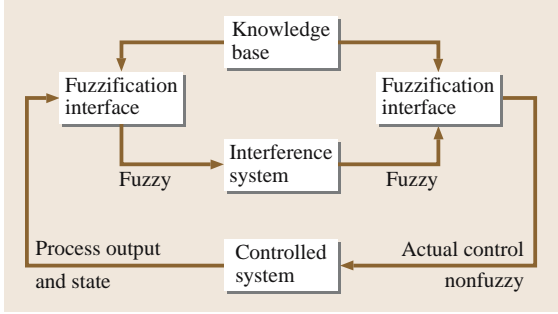 Knowledge
base
Fuzzification
interface
Fuzzification
interface
Interference
system
Fuzzy
Fuzzy
Process output
and state
Controlled
system
Actual control
nonfuzzy